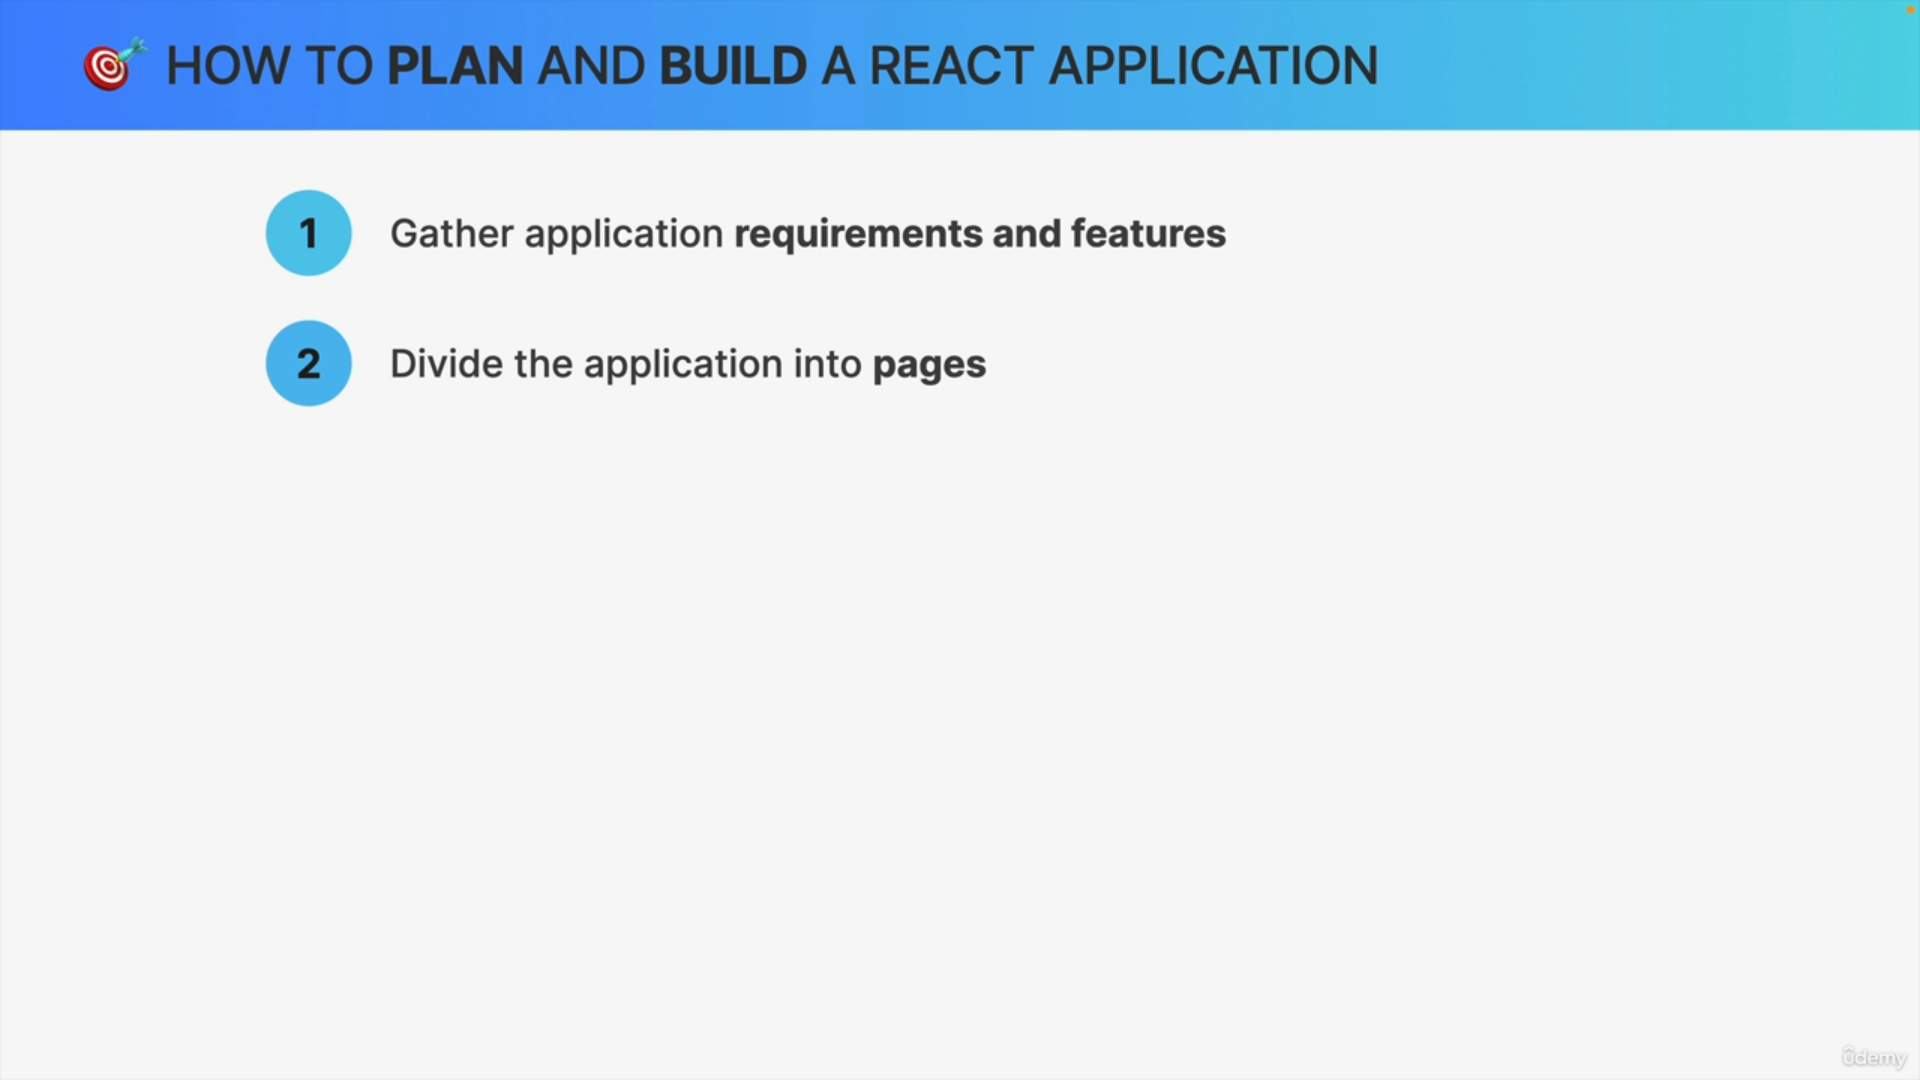 HOW TO PLAN AND BUILD A REACT APPLICATION
1 Gather application requirements and features
2 Divide the application into pages
ûdemy